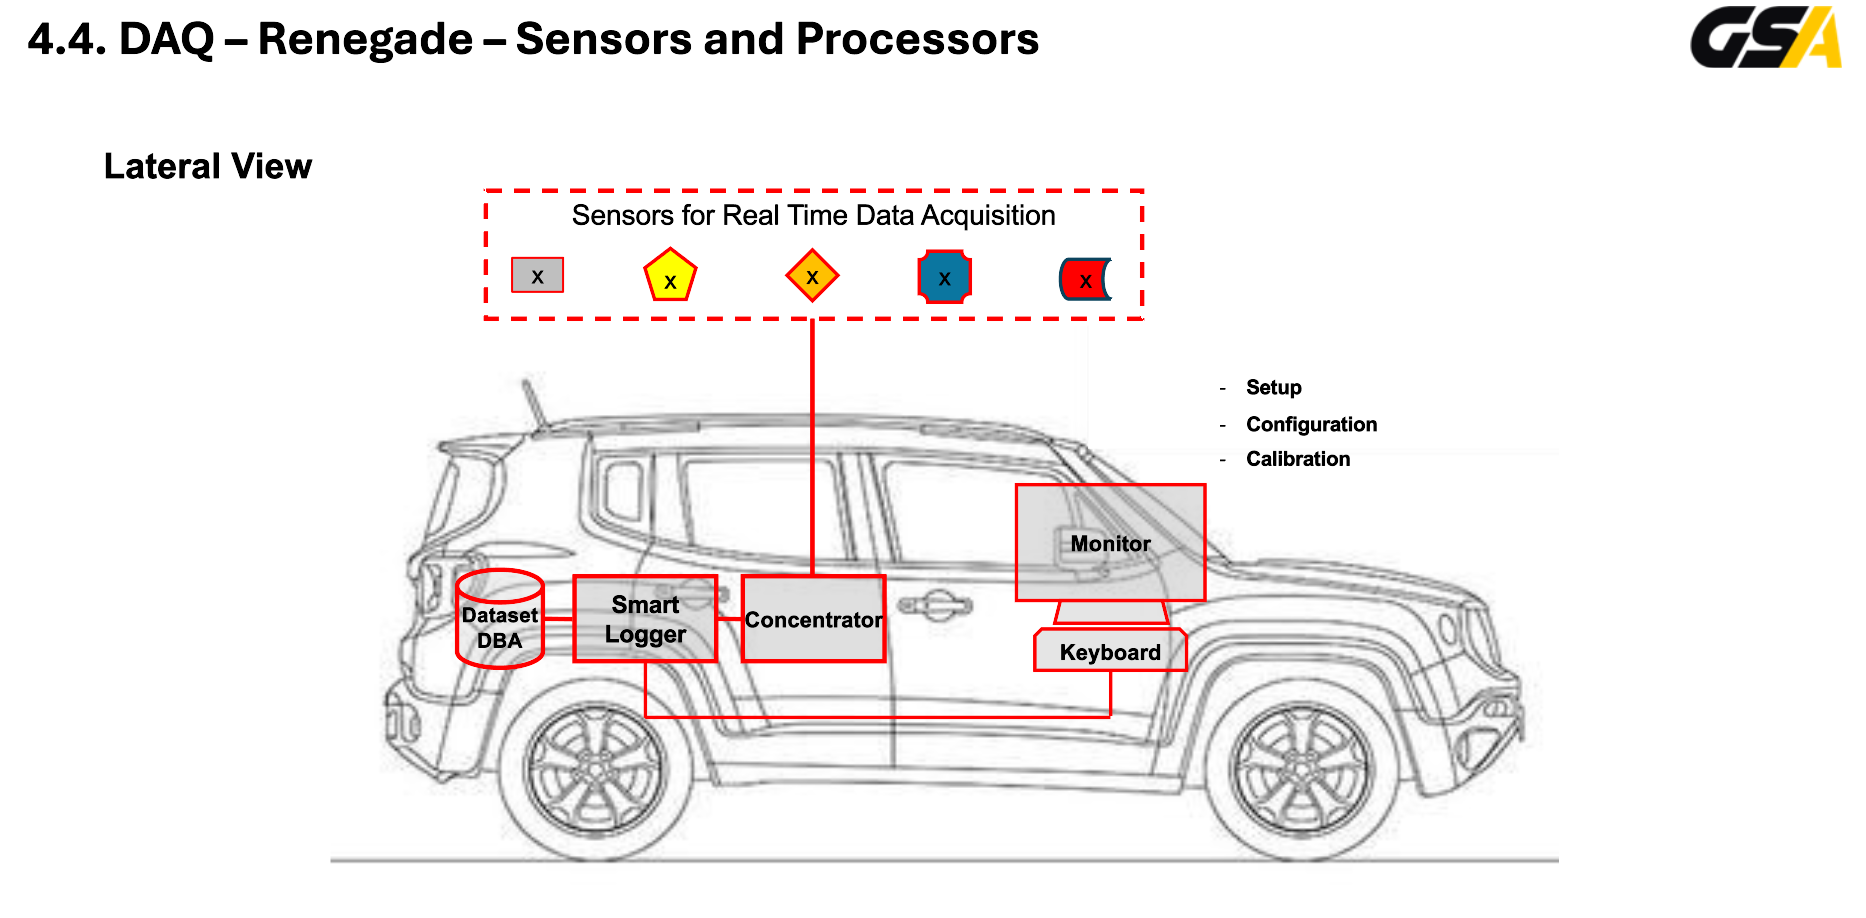 4.4. DAQ – Renegade – Sensors and Processors
GSA
Lateral View
Sensors for Real Time Data Acquisition
X X X X X
- Setup
- Configuration
- Calibration
Monitor
Keyboard
Dataset
DBA
Smart
Logger
Concentrator